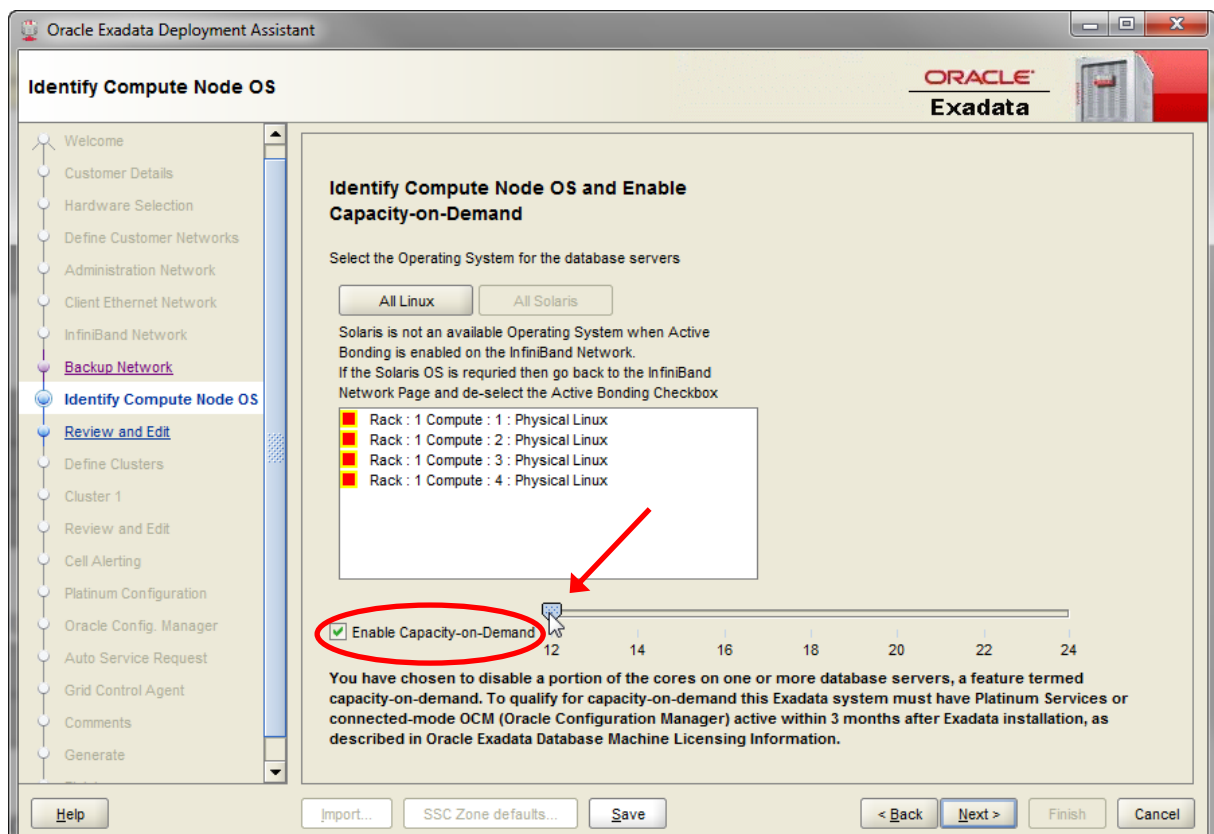 Oracle Exadata Deployment Assistant
Identify Compute Node OS
ORACLE
Exadata
Welcome
Customer Details
Hardware Selection
Define Customer Networks
Administration Network
Client Ethernet Network
InfiniBand Network
Backup Network
Identify Compute Node OS
Review and Edit
Define Clusters
Cluster 1
Review and Edit
Cell Alerting
Platinum Configuration
Oracle Config. Manager
Auto Service Request
Grid Control Agent
Comments
Generate
Identify Compute Node OS and Enable
Capacity-on-Demand
Select the Operating System for the database servers
All Linux All Solaris
Solaris is not an available Operating System when Active
Bonding is enabled on the InfiniBand Network.
If the Solaris OS is requried then go back to the InfiniBand
Network Page and de-select the Active Bonding Checkbox
Rack : 1 Compute : 1 : Physical Linux
Rack : 1 Compute : 2 : Physical Linux
Rack : 1 Compute : 3 : Physical Linux
Rack : 1 Compute : 4 : Physical Linux
Enable Capacity-on-Demand
12 14 16 18 20 22 24
You have chosen to disable a portion of the cores on one or more database servers, a feature termed
capacity-on-demand. To qualify for capacity-on-demand this Exadata system must have Platinum Services or
connected-mode OCM (Oracle Configuration Manager) active within 3 months after Exadata installation, as
described in Oracle Exadata Database Machine Licensing Information.
Help Import... SSC Zone defaults... Save < Back Next > Finish Cancel